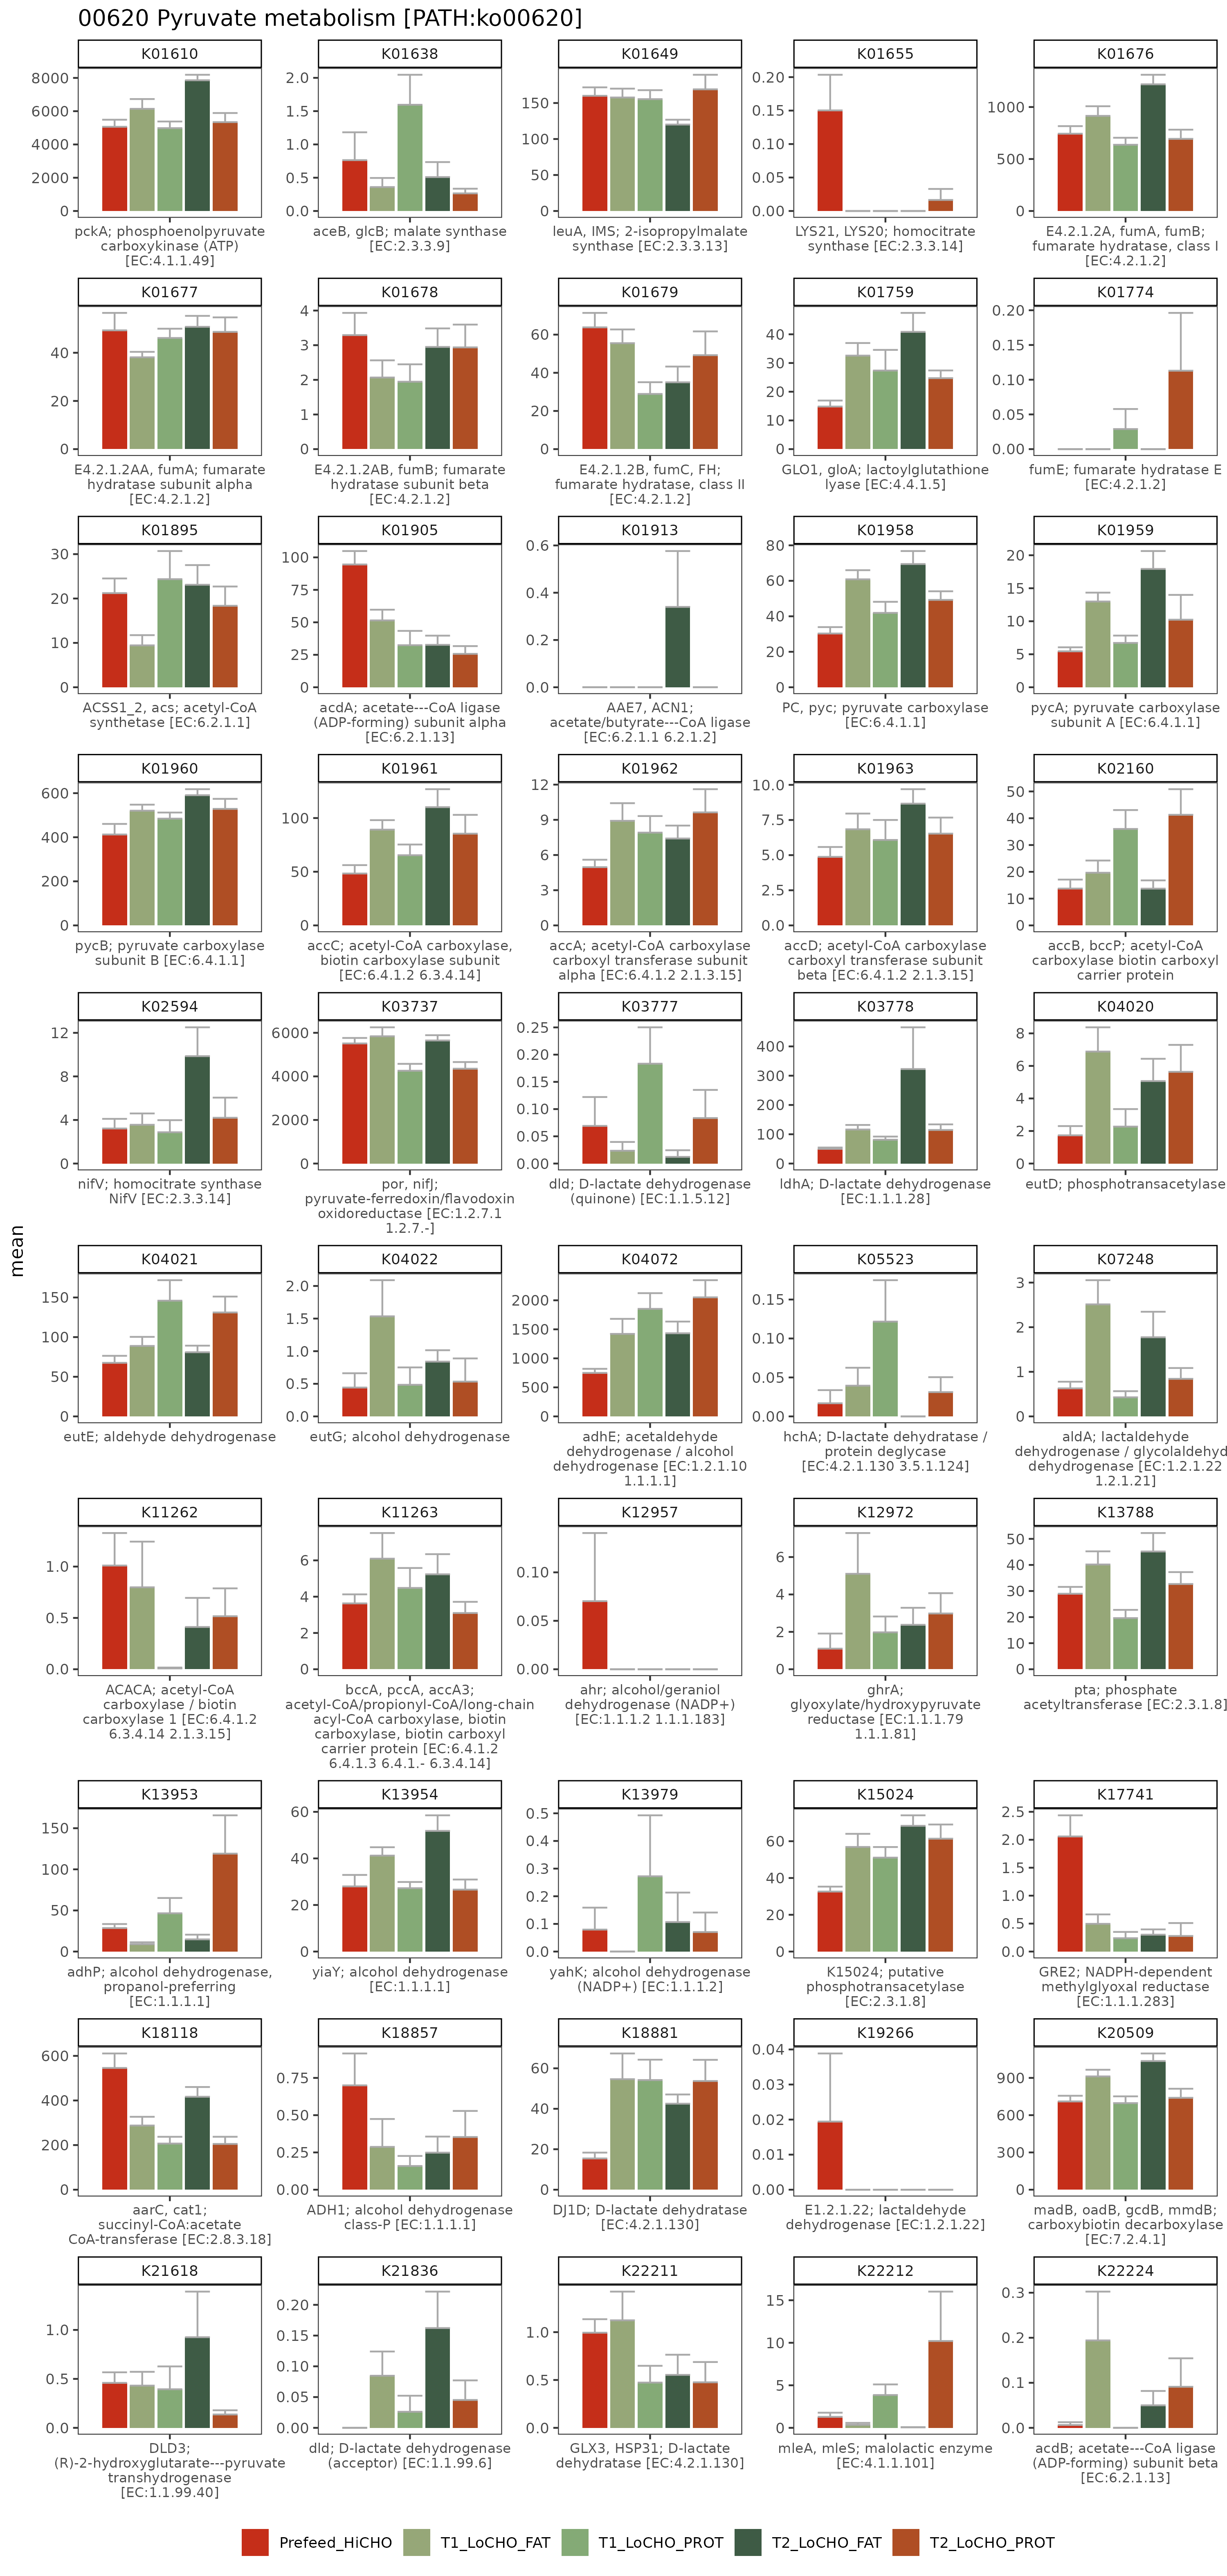 00620 Pyruvate metabolism [PATH:ko00620]
mean
K01610
8000
6000
4000
2000
0
pckA; phosphoenolpyruvate
carboxykinase (ATP)
[EC:4.1.1.49]
K01638
2.0
1.5
1.0
0.5
0.0
aceB, glcB; malate synthase
[EC:2.3.3.9]
K01649
150
100
50
0
leuA, IMS; 2-isopropylmalate
synthase [EC:2.3.3.13]
K01655
0.20
0.15
0.10
0.05
0.00
LYS21, LYS20; homocitrate
synthase [EC:2.3.3.14]
K01676
1000
500
0
E4.2.1.2A, fumA, fumB;
fumarate hydratase, class I
[EC:4.2.1.2]
K01677
40
20
0
E4.2.1.2AA, fumA; fumarate
hydratase subunit alpha
[EC:4.2.1.2]
K01678
4
3
2
1
0
E4.2.1.2AB, fumB; fumarate
hydratase subunit beta
[EC:4.2.1.2]
K01679
60
40
20
0
E4.2.1.2B, fumC, FH;
fumarate hydratase, class II
[EC:4.2.1.2]
K01759
40
30
20
10
0
GLO1, gloA; lactoylglutathione
lyase [EC:4.4.1.5]
K01774
0.20
0.15
0.10
0.05
0.00
fumE; fumarate hydratase E
[EC:4.2.1.2]
K01895
30
20
10
0
ACSS1_2, acs; acetyl-CoA
synthetase [EC:6.2.1.1]
K01905
100
75
50
25
0
acdA; acetate---CoA ligase
(ADP-forming) subunit alpha
[EC:6.2.1.13]
K01913
0.6
0.4
0.2
0.0
AAE7, ACN1;
acetate/butyrate---CoA ligase
[EC:6.2.1.1 6.2.1.2]
K01958
80
60
40
20
0
PC, pyc; pyruvate carboxylase
[EC:6.4.1.1]
K01959
20
15
10
5
0
pycA; pyruvate carboxylase
subunit A [EC:6.4.1.1]
K01960
600
400
200
0
pycB; pyruvate carboxylase
subunit B [EC:6.4.1.1]
K01961
100
50
0
accC; acetyl-CoA carboxylase,
biotin carboxylase subunit
[EC:6.4.1.2 6.3.4.14]
K01962
12
9
6
3
0
accA; acetyl-CoA carboxylase
carboxyl transferase subunit
alpha [EC:6.4.1.2 2.1.3.15]
K01963
10.0
7.5
5.0
2.5
0.0
accD; acetyl-CoA carboxylase
carboxyl transferase subunit
beta [EC:6.4.1.2 2.1.3.15]
K02160
50
40
30
20
10
0
accB, bccP; acetyl-CoA
carboxylase biotin carboxyl
carrier protein
K02594
12
8
4
0
nifV; homocitrate synthase
NifV [EC:2.3.3.14]
K03737
6000
4000
2000
0
por, nifJ;
pyruvate-ferredoxin/flavodoxin
oxidoreductase [EC:1.2.7.1
1.2.7.-]
K03777
0.25
0.20
0.15
0.10
0.05
0.00
dld; D-lactate dehydrogenase
(quinone) [EC:1.1.5.12]
K03778
400
300
200
100
0
ldhA; D-lactate dehydrogenase
[EC:1.1.1.28]
K04020
8
6
4
2
0
eutD; phosphotransacetylase
K04021
150
100
50
0
eutE; aldehyde dehydrogenase
K04022
2.0
1.5
1.0
0.5
0.0
eutG; alcohol dehydrogenase
K04072
2000
1500
1000
500
0
adhE; acetaldehyde
dehydrogenase / alcohol
dehydrogenase [EC:1.2.1.10
1.1.1.1]
K05523
0.15
0.10
0.05
0.00
hchA; D-lactate dehydratase /
protein deglycase
[EC:4.2.1.130 3.5.1.124]
K07248
3
2
1
0
aldA; lactaldehyde
dehydrogenase / glycolaldehyd
dehydrogenase [EC:1.2.1.22
1.2.1.21]
K11262
1.0
0.5
0.0
ACACA; acetyl-CoA
carboxylase / biotin
carboxylase 1 [EC:6.4.1.2
6.3.4.14 2.1.3.15]
K11263
6
4
2
0
bccA, pccA, accA3;
acetyl-CoA/propionyl-CoA/long-chain
acyl-CoA carboxylase, biotin
carboxylase, biotin carboxyl
carrier protein [EC:6.4.1.2
6.4.1.3 6.4.1.- 6.3.4.14]
K12957
0.10
0.05
0.00
ahr; alcohol/geraniol
dehydrogenase (NADP+)
[EC:1.1.1.2 1.1.1.183]
K12972
6
4
2
0
ghrA;
glyoxylate/hydroxypyruvate
reductase [EC:1.1.1.79
1.1.1.81]
K13788
50
40
30
20
10
0
pta; phosphate
acetyltransferase [EC:2.3.1.8]
K13953
150
100
50
0
adhP; alcohol dehydrogenase,
propanol-preferring
[EC:1.1.1.1]
K13954
60
40
20
0
yiaY; alcohol dehydrogenase
[EC:1.1.1.1]
K13979
0.5
0.4
0.3
0.2
0.1
0.0
yahK; alcohol dehydrogenase
(NADP+) [EC:1.1.1.2]
K15024
60
40
20
0
K15024; putative
phosphotransacetylase
[EC:2.3.1.8]
K17741
2.5
2.0
1.5
1.0
0.5
0.0
GRE2; NADPH-dependent
methylglyoxal reductase
[EC:1.1.1.283]
K18118
600
400
200
0
aarC, cat1;
succinyl-CoA:acetate
CoA-transferase [EC:2.8.3.18]
K18857
0.75
0.50
0.25
0.00
ADH1; alcohol dehydrogenase
class-P [EC:1.1.1.1]
K18881
60
40
20
0
DJ1D; D-lactate dehydratase
[EC:4.2.1.130]
K19266
0.04
0.03
0.02
0.01
0.00
E1.2.1.22; lactaldehyde
dehydrogenase [EC:1.2.1.22]
K20509
900
600
300
0
madB, oadB, gcdB, mmdB;
carboxybiotin decarboxylase
[EC:7.2.4.1]
K21618
1.0
0.5
0.0
DLD3;
(R)-2-hydroxyglutarate---pyruvate
transhydrogenase
[EC:1.1.99.40]
K21836
0.20
0.15
0.10
0.05
0.00
dld; D-lactate dehydrogenase
(acceptor) [EC:1.1.99.6]
K22211
1.0
0.5
0.0
GLX3, HSP31; D-lactate
dehydratase [EC:4.2.1.130]
K22212
15
10
5
0
mleA, mleS; malolactic enzyme
[EC:4.1.1.101]
K22224
0.3
0.2
0.1
0.0
acdB; acetate---CoA ligase
(ADP-forming) subunit beta
[EC:6.2.1.13]
Prefeed_HiCHO T1_LoCHO_FAT T1_LoCHO_PROT T2_LoCHO_FAT T2_LoCHO_PROT